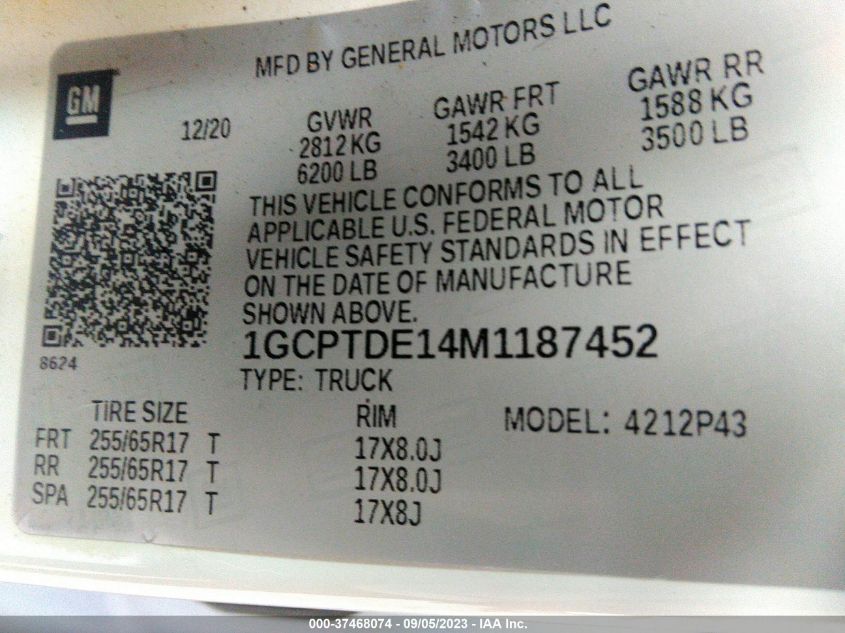 MFD BY GENERAL MOTORS LLC
GM
12/20
GVWR GAWR FRT GAWR RR
2812 KG 1542 KG 1588 KG
6200 LB 3400 LB 3500 LB
THIS VEHICLE CONFORMS TO ALL
APPLICABLE U.S. FEDERAL MOTOR
VEHICLE SAFETY STANDARDS IN EFFECT
ON THE DATE OF MANUFACTURE
SHOWN ABOVE.
1GCPTDE14M1187452
8624
TYPE: TRUCK
TIRE SIZE RIM MODEL: 4212P43
FRT 255/65R17 T 17X8.0J
RR 255/65R17 T 17X8.0J
SPA 255/65R17 T 17X8J
000-37468074 - 09/05/2023 - IAA Inc.